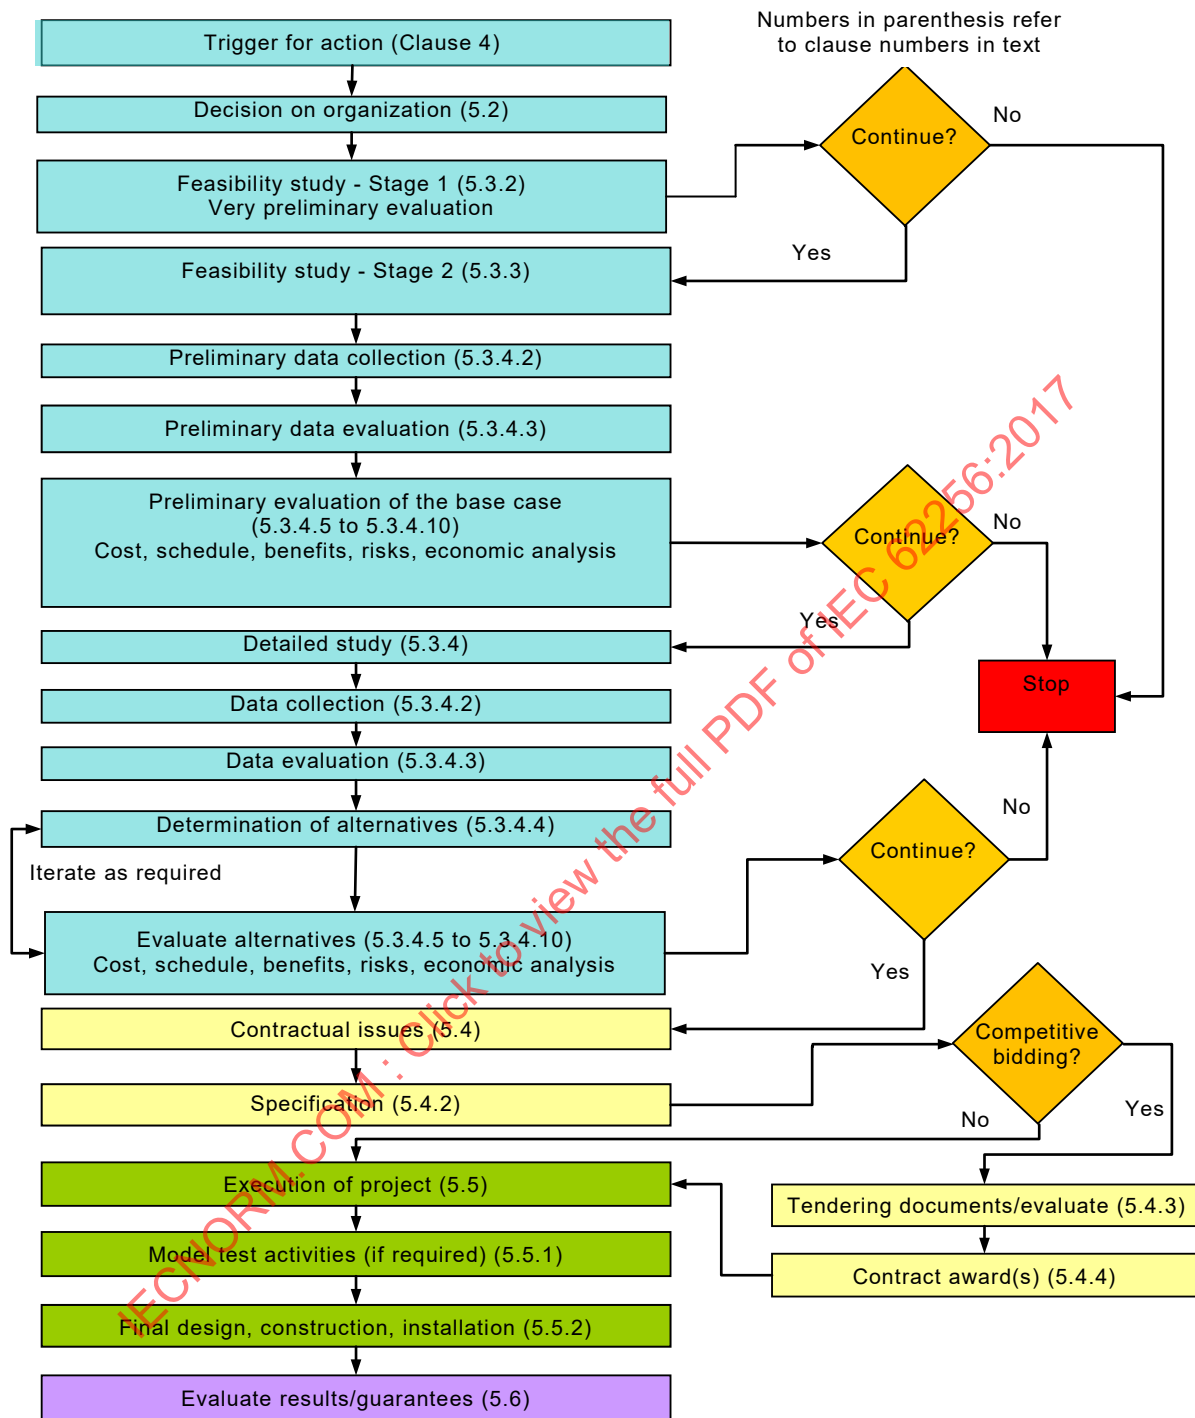 Numbers in parenthesis refer
to clause numbers in text
Trigger for action (Clause 4)
Decision on organization (5.2)
Feasibility study - Stage 1 (5.3.2)
Very preliminary evaluation
Continue?
No
Yes
Feasibility study - Stage 2 (5.3.3)
Preliminary data collection (5.3.4.2)
Preliminary data evaluation (5.3.4.3)
Preliminary evaluation of the base case
(5.3.4.5 to 5.3.4.10)
Cost, schedule, benefits, risks, economic analysis
Continue?
No
Yes
Detailed study (5.3.4)
Stop
Data collection (5.3.4.2)
Data evaluation (5.3.4.3)
Determination of alternatives (5.3.4.4)
Iterate as required
Continue?
No
Yes
Evaluate alternatives (5.3.4.5 to 5.3.4.10)
Cost, schedule, benefits, risks, economic analysis
Contractual issues (5.4)
Specification (5.4.2)
Competitive
bidding?
No
Yes
Execution of project (5.5)
Tendering documents/evaluate (5.4.3)
Model test activities (if required) (5.5.1)
Contract award(s) (5.4.4)
Final design, construction, installation (5.5.2)
Evaluate results/guarantees (5.6)
IECNORM.COM : Click to view the full PDF of IEC 62256:2017